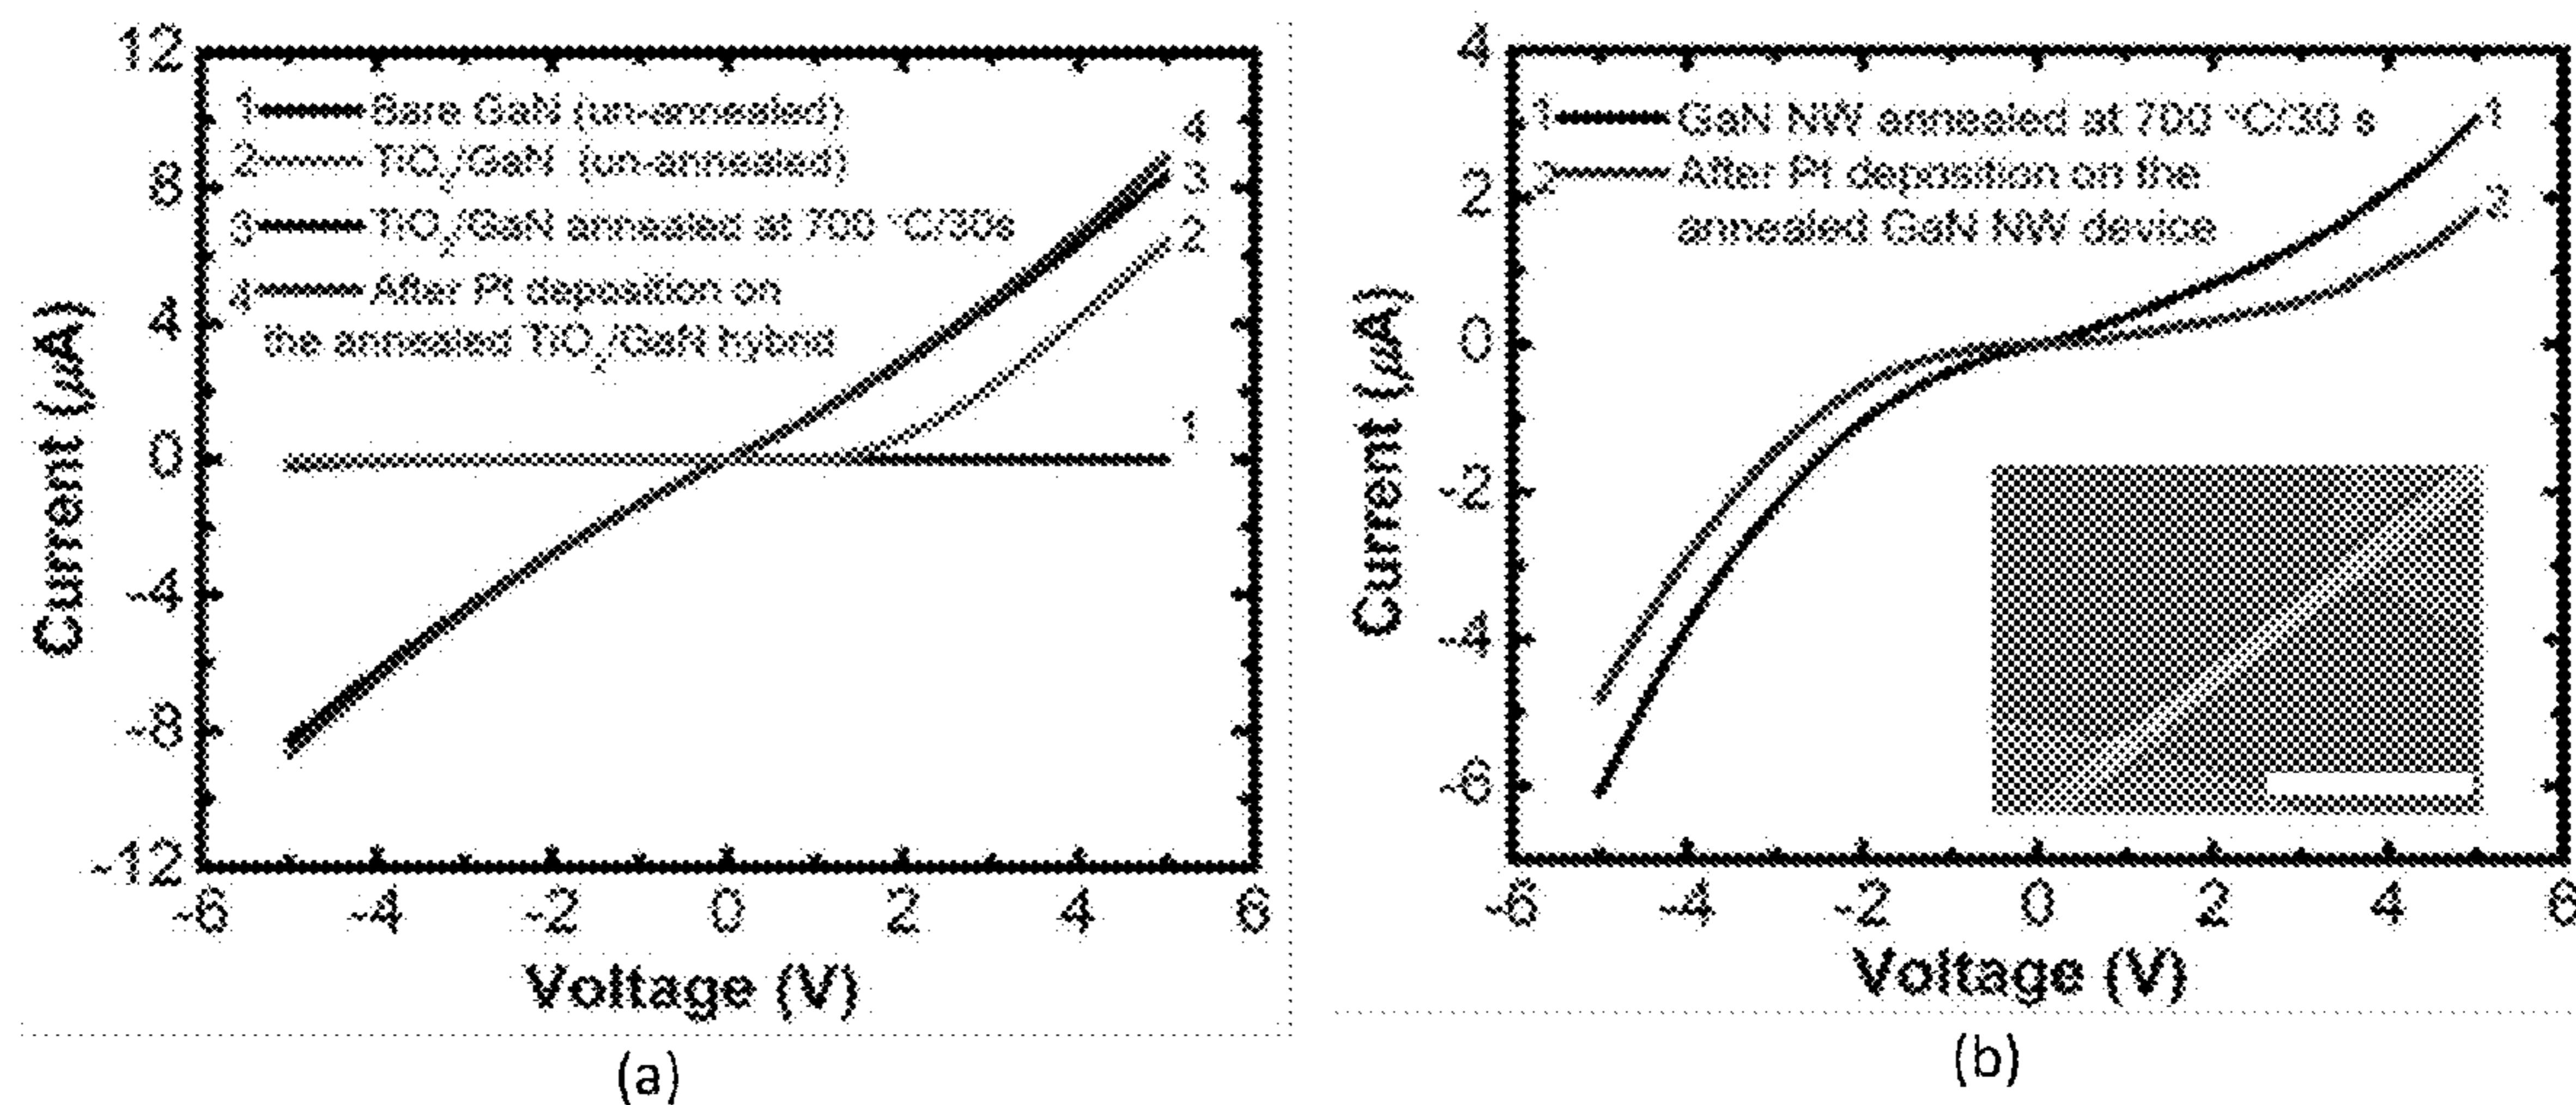 12
8
4
0
-4
-8
-12
Current (μA)
1 Bare GaN (un-annealed)
2 TiO₂/GaN (un-annealed)
3 TiO₂/GaN annealed at 700 °C/30s
4 After Pt deposition on
the annealed TiO₂/GaN hybrid
4
3
2
1
-6 -4 -2 0 2 4 6
Voltage (V)
(a)
4
2
0
-2
-4
-6
Current (μA)
1 GaN NW annealed at 700 °C/30 s
2 After Pt deposition on the
annealed GaN NW device
1
2
-6 -4 -2 0 2 4 6
Voltage (V)
(b)